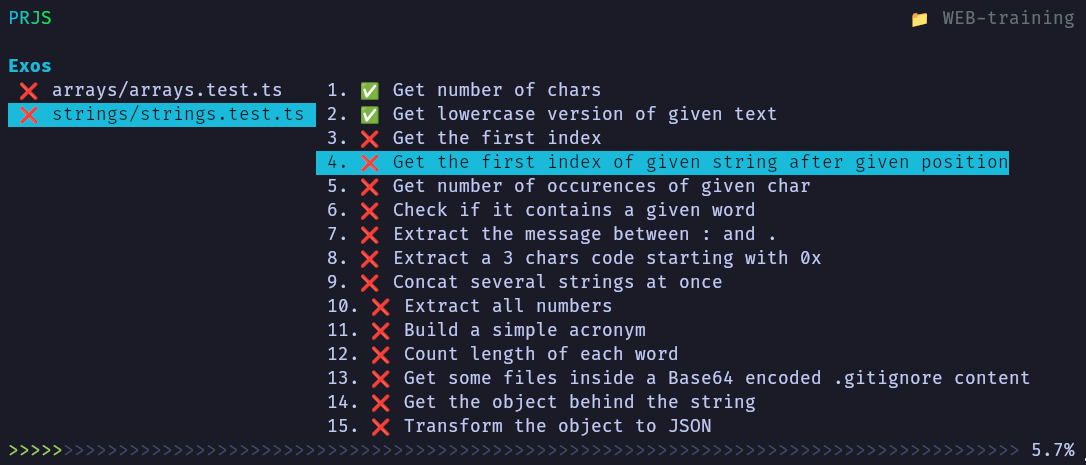 PRJS 📁 WEB-training
Exos
❌ arrays/arrays.test.ts 1. ✅ Get number of chars
❌ strings/strings.test.ts 2. ✅ Get lowercase version of given text
3. ❌ Get the first index
4. ❌ Get the first index of given string after given position
5. ❌ Get number of occurences of given char
6. ❌ Check if it contains a given word
7. ❌ Extract the message between : and .
8. ❌ Extract a 3 chars code starting with 0x
9. ❌ Concat several strings at once
10. ❌ Extract all numbers
11. ❌ Build a simple acronym
12. ❌ Count length of each word
13. ❌ Get some files inside a Base64 encoded .gitignore content
14. ❌ Get the object behind the string
15. ❌ Transform the object to JSON
>>>>>>>>>>>>>>>>>>>>>>>>>>>>>>>>>>>>>>>>>>>>>>>>>>>>>>>>>>>>>>>>>>>>>>>>>>>>>>>>>>>>>>>>>>>> 5.7%